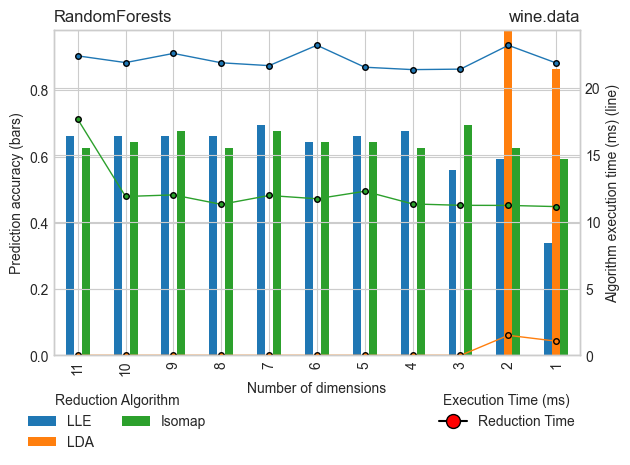 RandomForests wine.data
Prediction accuracy (bars)
0.8
0.6
0.4
0.2
0.0
20
15
10
5
0
Algorithm execution time (ms) (line)
11 10 9 8 7 6 5 4 3 2 1
Number of dimensions
Reduction Algorithm Execution Time (ms)
LLE Isomap Reduction Time
LDA